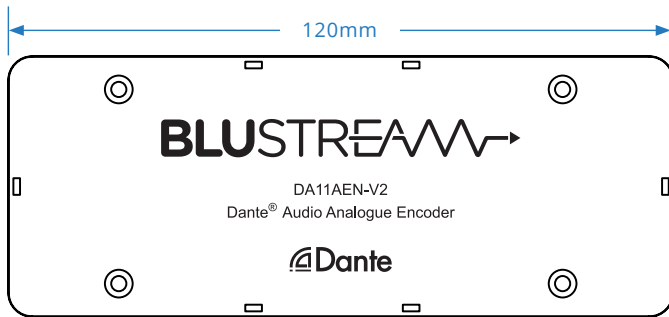 120mm
BLUSTREAM
DA11AEN-V2
Dante® Audio Analogue Encoder
Dante